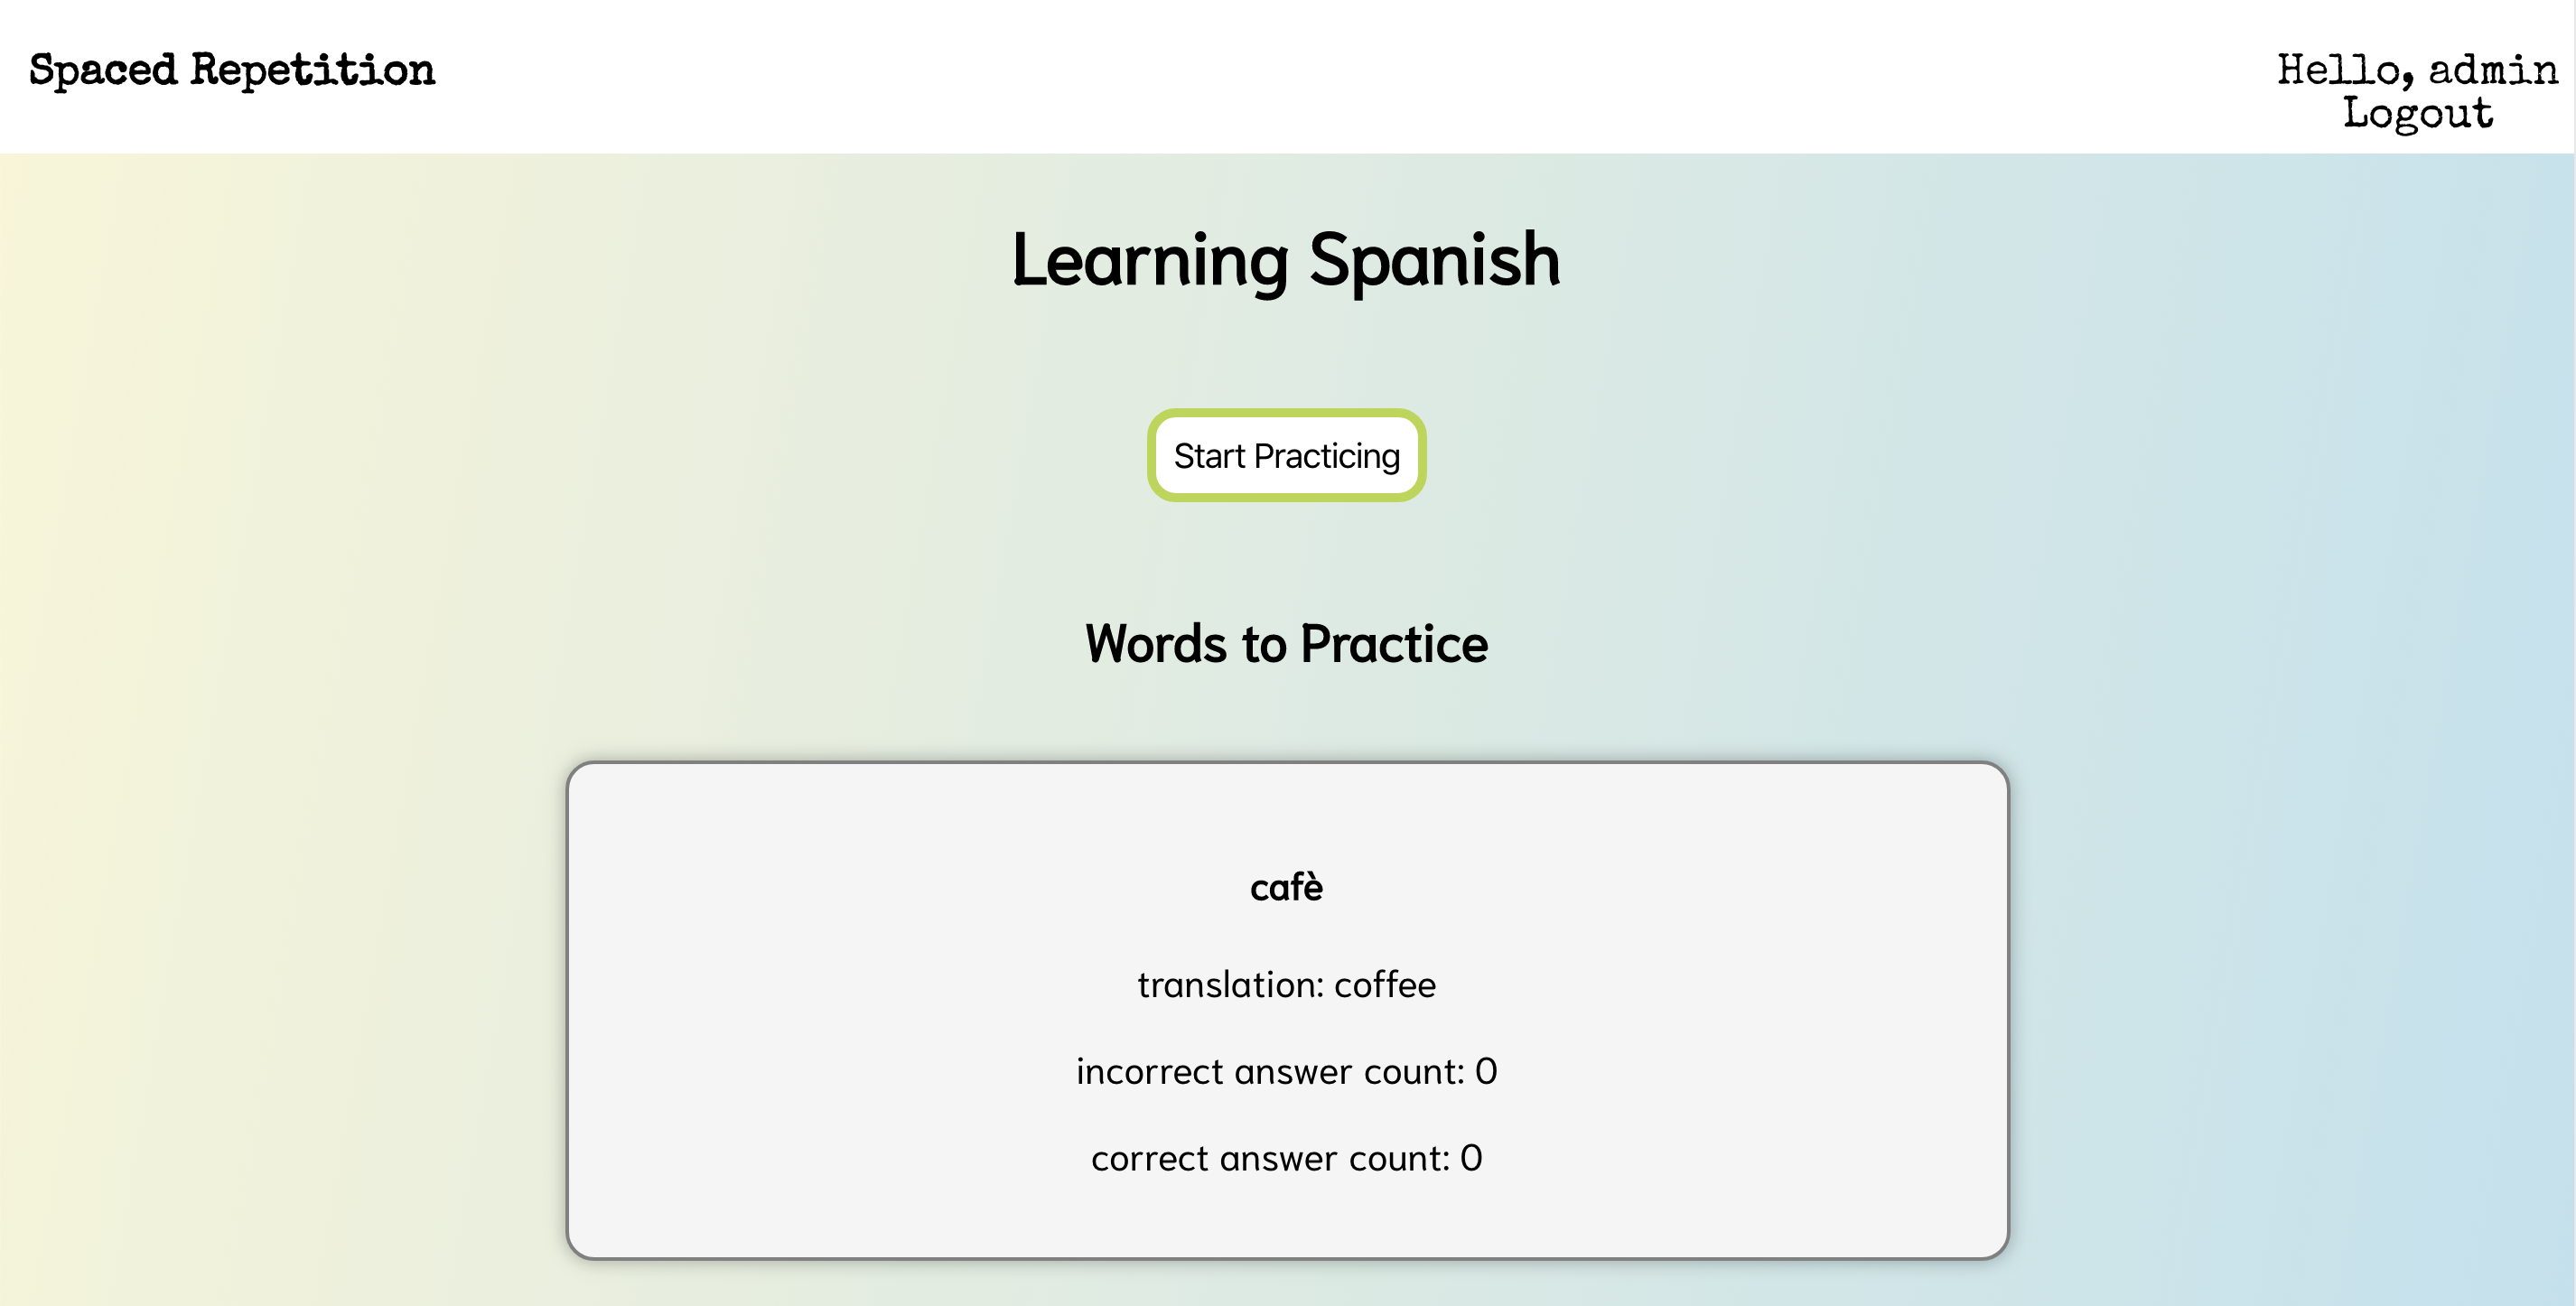 Spaced Repetition
Hello, admin
Logout
Learning Spanish
Start Practicing
Words to Practice
cafè
translation: coffee
incorrect answer count: 0
correct answer count: 0